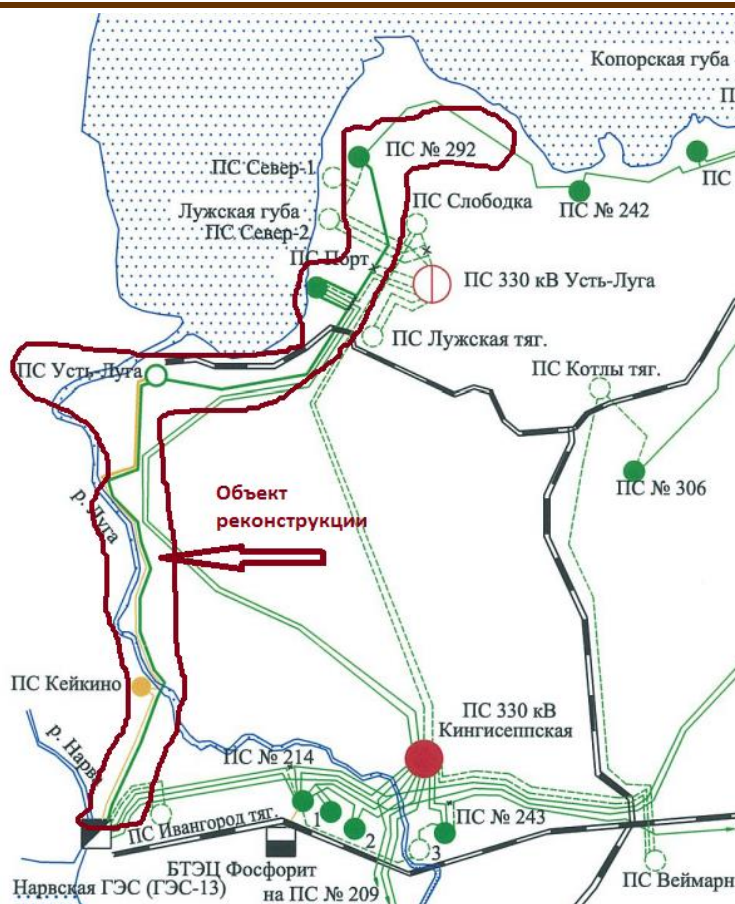 Копорская губа
П
ПС № 292
ПС Север-1
ПС
ПС Слободка
Лужская губа
ПС № 242
ПС Север-2
ПС Порт
ПС 330 кВ Усть-Луга
ПС Лужская тяг.
ПС Усть-Луга
ПС Котлы тяг.
Объект
реконструкции
ПС № 306
р. Луга
ПС Кейкино
ПС 330 кВ
Кингисеппская
р. Нарва
ПС № 214
ПС № 243
1
2
3
ПС Ивангород тяг.
БТЭЦ Фосфорит
Нарвская ГЭС (ГЭС-13)
на ПС № 209
ПС Веймарн